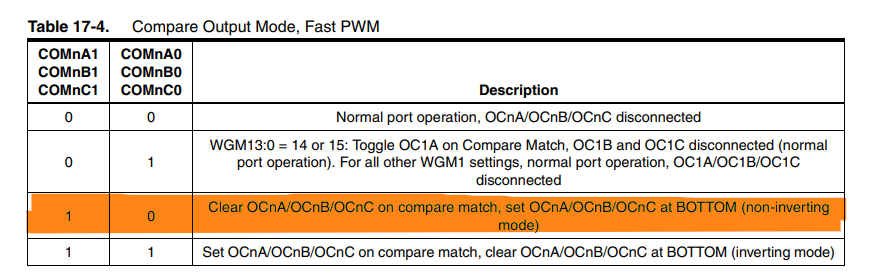 Table 17-4. Compare Output Mode, Fast PWM
COMnA1 COMnA0
COMnB1 COMnB0
COMnC1 COMnC0 Description
0 0 Normal port operation, OCnA/OCnB/OCnC disconnected
WGM13:0 = 14 or 15: Toggle OC1A on Compare Match, OC1B and OC1C disconnected (normal
0 1 port operation). For all other WGM1 settings, normal port operation, OC1A/OC1B/OC1C
disconnected
Clear OCnA/OCnB/OCnC on compare match, set OCnA/OCnB/OCnC at BOTTOM (non-inverting
1 0 mode)
1 1 Set OCnA/OCnB/OCnC on compare match, clear OCnA/OCnB/OCnC at BOTTOM (inverting mode)